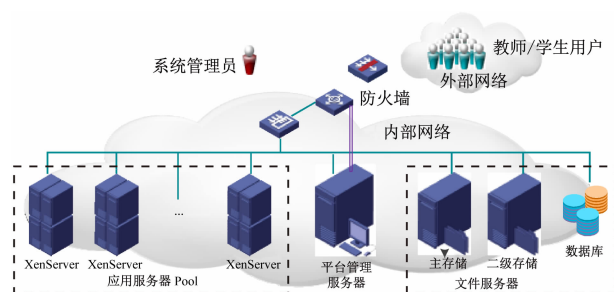 教师/学生用户
系统管理员
外部网络
防火墙
内部网络
...
XenServer
XenServer
XenServer
应用服务器 Pool
平台管理
服务器
主存储
二级存储
文件服务器
数据库